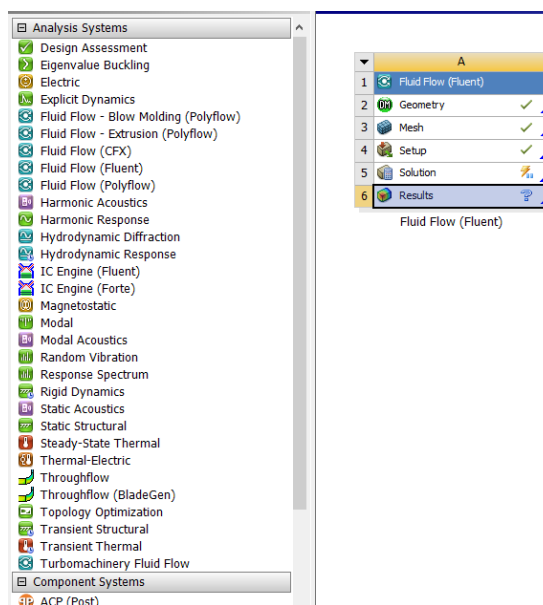 Analysis Systems
Design Assessment
Eigenvalue Buckling
Electric
Explicit Dynamics
Fluid Flow - Blow Molding (Polyflow)
Fluid Flow - Extrusion (Polyflow)
Fluid Flow (CFX)
Fluid Flow (Fluent)
Fluid Flow (Polyflow)
Harmonic Acoustics
Harmonic Response
Hydrodynamic Diffraction
Hydrodynamic Response
IC Engine (Fluent)
IC Engine (Forte)
Magnetostatic
Modal
Modal Acoustics
Random Vibration
Response Spectrum
Rigid Dynamics
Static Acoustics
Static Structural
Steady-State Thermal
Thermal-Electric
Throughflow
Throughflow (BladeGen)
Topology Optimization
Transient Structural
Transient Thermal
Turbomachinery Fluid Flow
Component Systems
ACP (Post)
A
1 Fluid Flow (Fluent)
2 DM Geometry
3 Mesh
4 Setup
5 Solution
6 Results
Fluid Flow (Fluent)